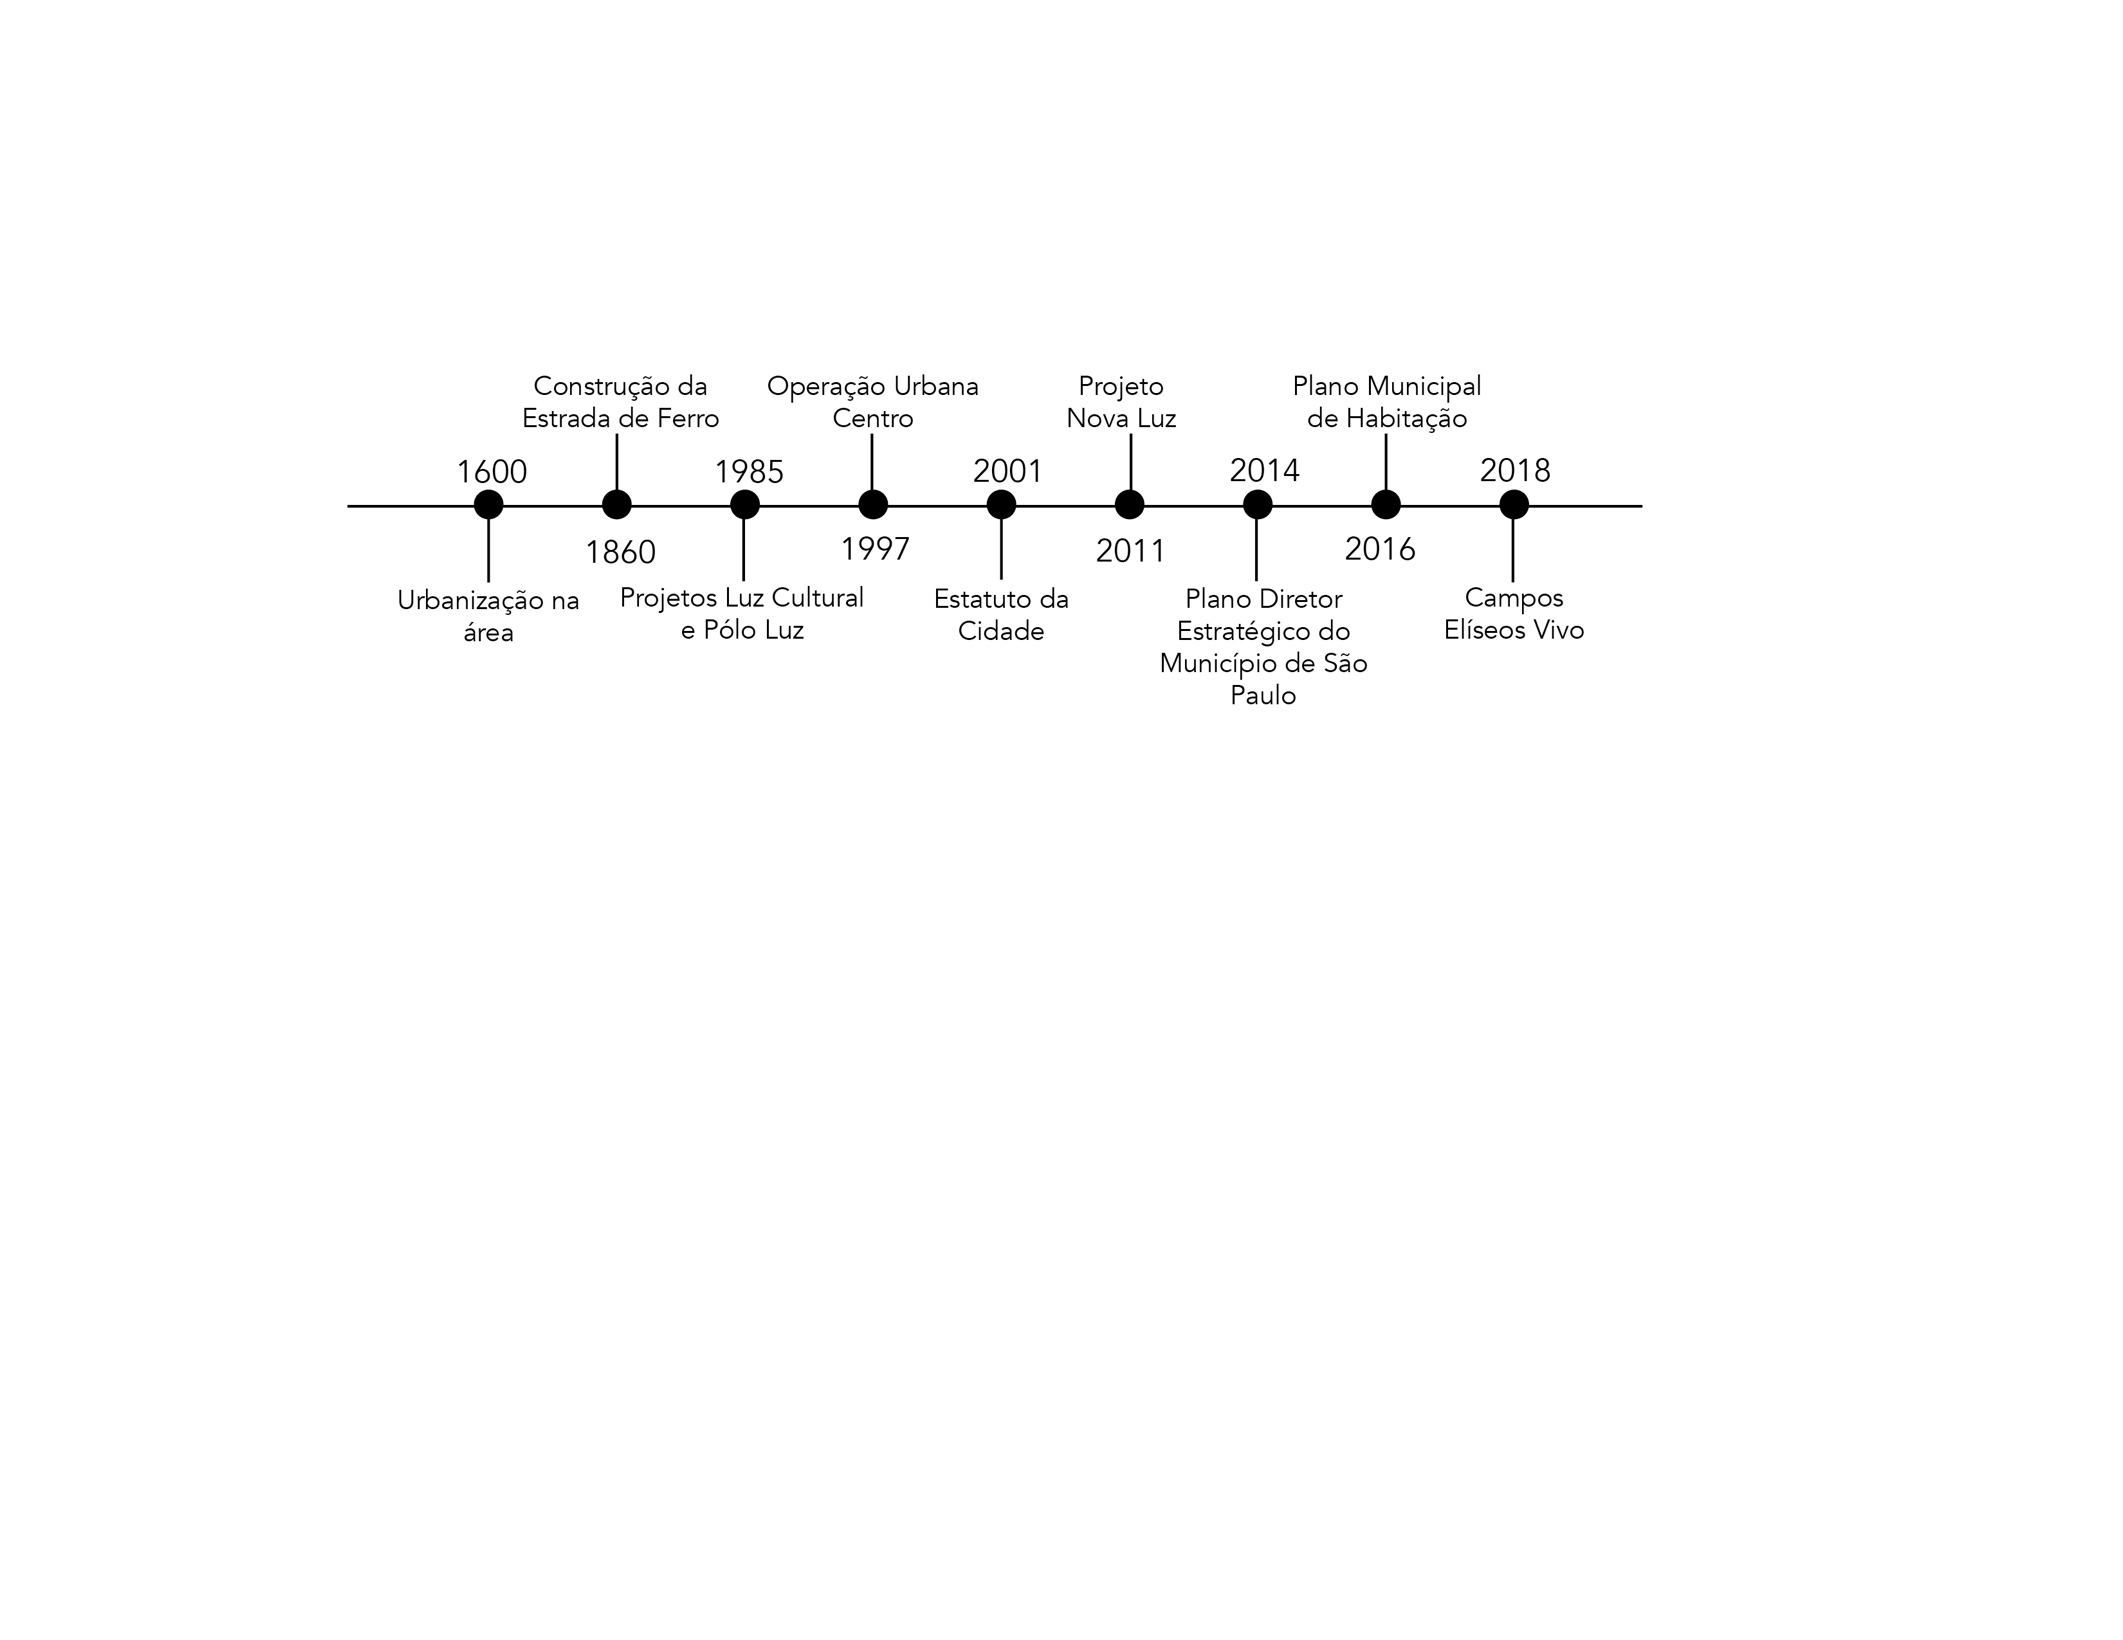 Construção da
Estrada de Ferro
Operação Urbana
Centro
Projeto
Nova Luz
Plano Municipal
de Habitação
1600
1985
2001
2014
2018
1860
1997
2011
2016
Urbanização na
área
Projetos Luz Cultural
e Pólo Luz
Estatuto da
Cidade
Plano Diretor
Estratégico do
Município de São
Paulo
Campos
Elíseos Vivo